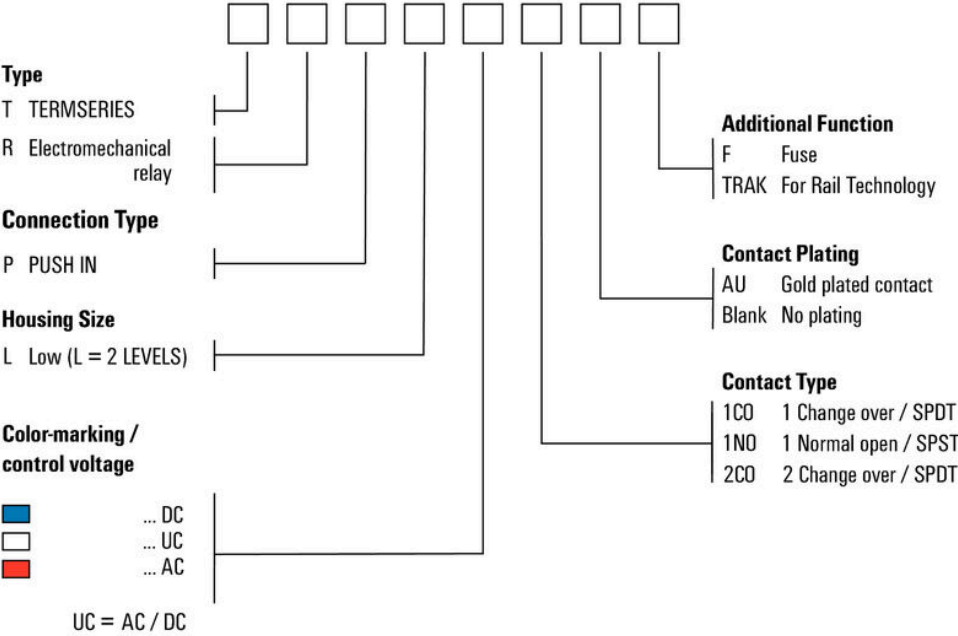 Type
T TERMSERIES
R Electromechanical
relay
Connection Type
P PUSH IN
Housing Size
L Low (L = 2 LEVELS)
Color-marking /
control voltage
... DC
... UC
... AC
UC = AC / DC
Additional Function
F Fuse
TRAK For Rail Technology
Contact Plating
AU Gold plated contact
Blank No plating
Contact Type
1CO 1 Change over / SPDT
1NO 1 Normal open / SPST
2CO 2 Change over / SPDT